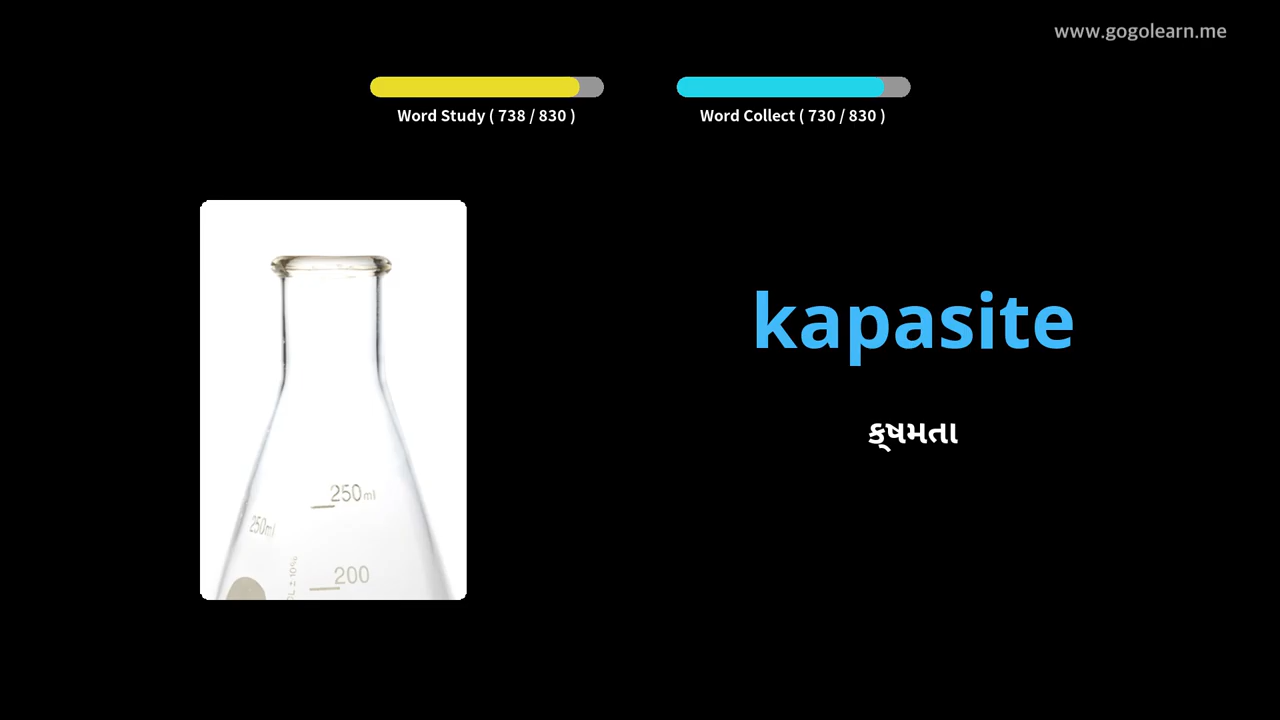 www.gogolearn.me
Word Study ( 738 / 830 )
Word Collect ( 730 / 830 )
kapasite
ક્ષમતા
250ml
250ml
200